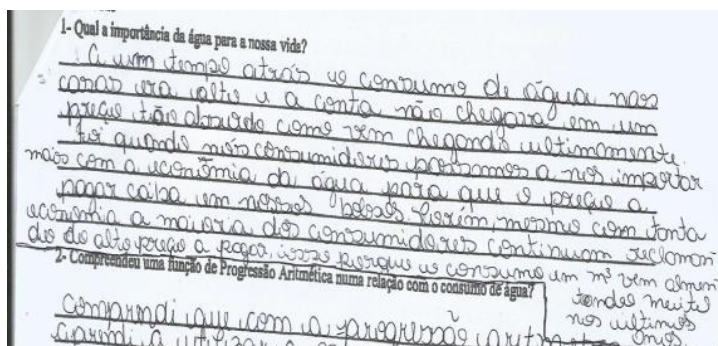 1- Qual a importância da água para a nossa vida?
A um tempo atrás o consumo de água nas
casas era alto e a conta não chegava em um
preço tão absurdo como vem chegando ultimamente.
Foi quando nós consumidores passamos a nos importar
mais com a economia da água para que o preço a
pagar caiba em nossos bolsos. Porém, mesmo com tanta
economia a maioria dos consumidores continuam reclaman
do do alto preço a pagar, isso porque o consumo em m³ vem aumen
tando muito
nos ultimos
anos.
2- Compreendeu uma função de Progressão Aritmética numa relação com o consumo de água?
Comprendi que com a progressão
aprendi a utilizar